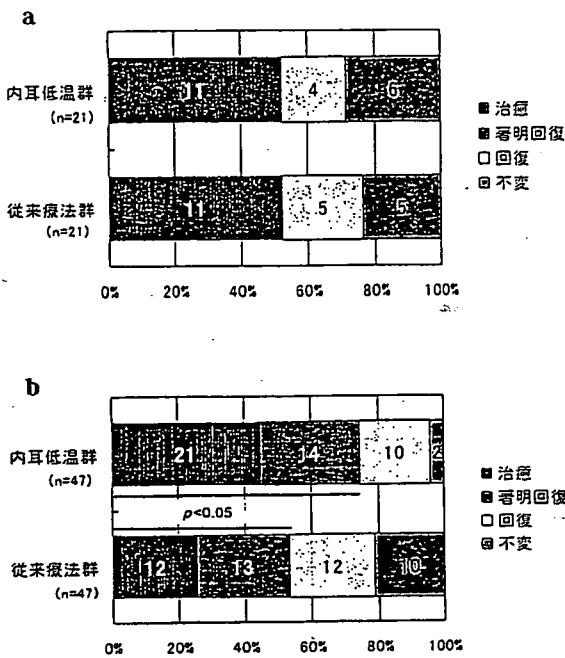 a
内耳低温群
(n=21)
11
4
6
従来療法群
(n=21)
11
5
5
0%
20%
40%
60%
80%
100%
治癒
著明回復
回復
不変
b
内耳低温群
(n=47)
21
14
10
2
p<0.05
従来療法群
(n=47)
12
13
12
10
0%
20%
40%
60%
80%
100%
治癒
著明回復
回復
不変